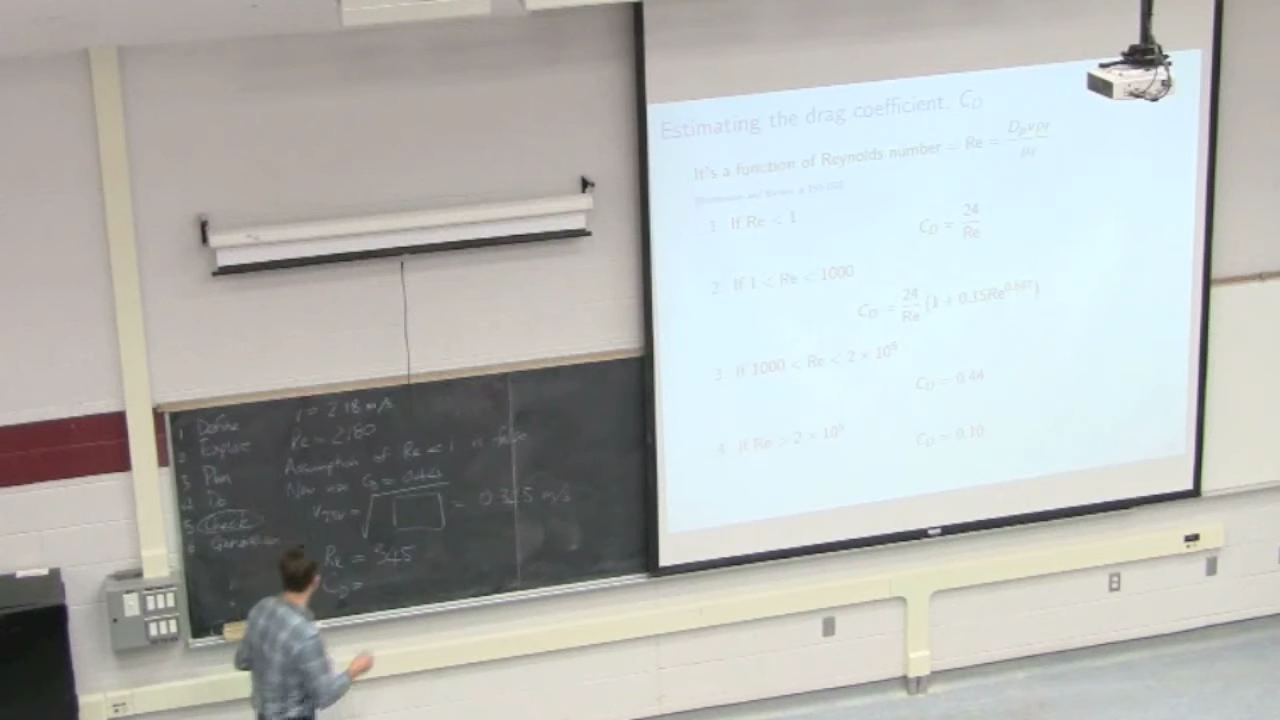 1 Define
2 Explore
3 Plan
4 Do
5 Check
6 Generalize
= 2.18 m/s
Re = 2180
Assumption of Re < 1 is false
Now use C_D = 0.44
V_TSV = √ = m/s
Re = 345
C_D =
Estimating the drag coefficient, C_D
It's a function of Reynolds number = Re = D_p v ρ_f / μ_f
1. If Re < 1
C_D = 24/Re
2. If 1 < Re < 1000
C_D = 24/Re (1 + 0.15Re^0.687)
3. If 1000 < Re < 2 × 10^5
C_D = 0.44
4. If Re > 2 × 10^5
C_D = 0.10